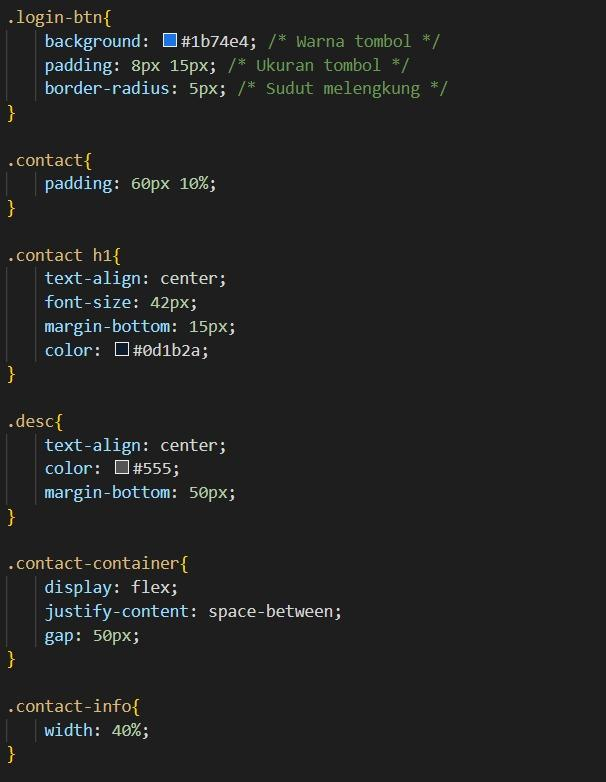 .login-btn{
    background: #1b74e4; /* Warna tombol */
    padding: 8px 15px; /* Ukuran tombol */
    border-radius: 5px; /* Sudut melengkung */
}

.contact{
    padding: 60px 10%;
}

.contact h1{
    text-align: center;
    font-size: 42px;
    margin-bottom: 15px;
    color: #0d1b2a;
}

.desc{
    text-align: center;
    color: #555;
    margin-bottom: 50px;
}

.contact-container{
    display: flex;
    justify-content: space-between;
    gap: 50px;
}

.contact-info{
    width: 40%;
}